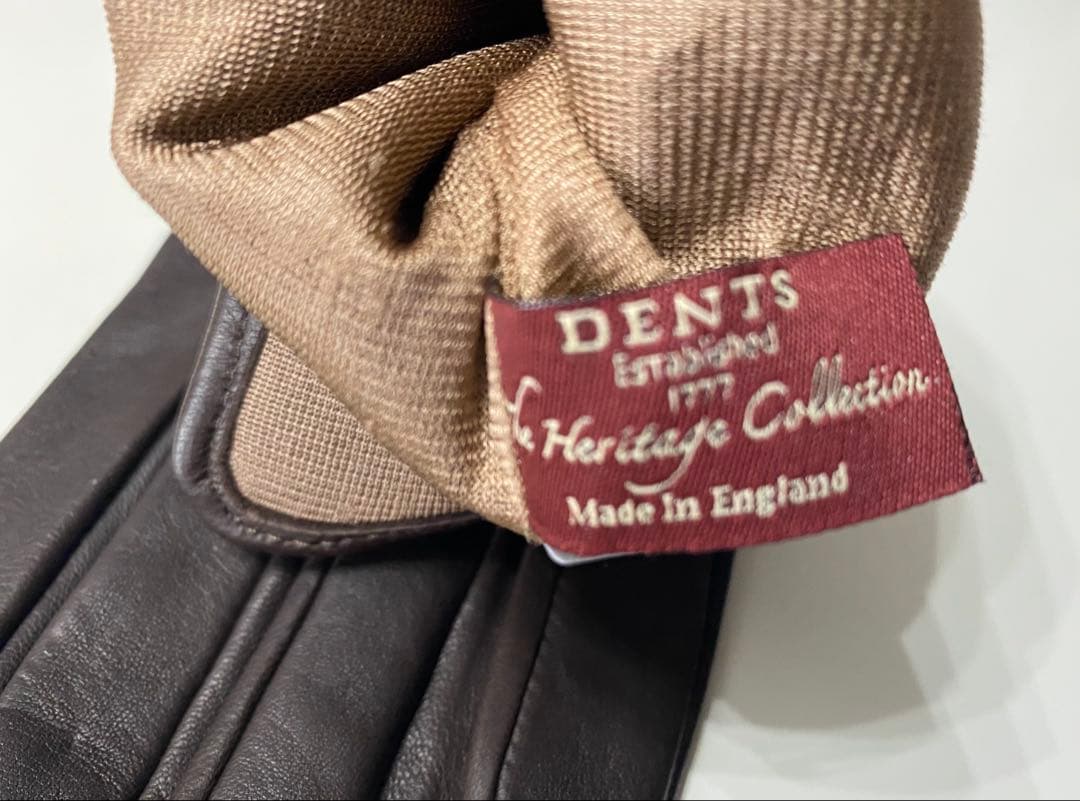 DENTS
Established
1777
The Heritage Collection
Made in England